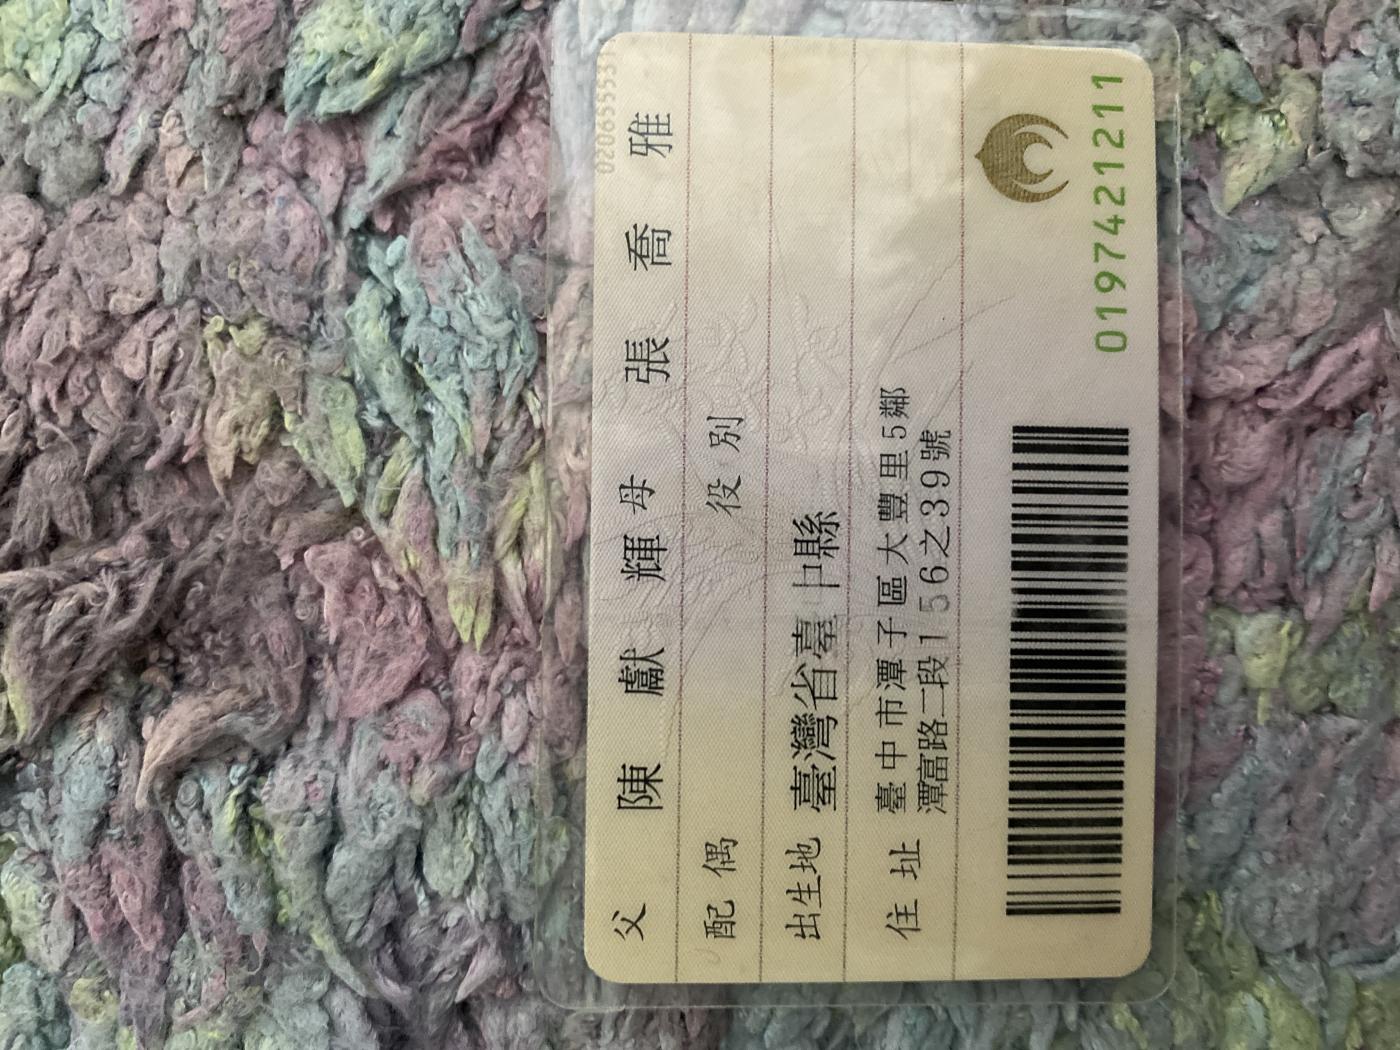 父 陳獻輝 母 張喬雅
配偶 役別
出生地 臺灣省臺中縣
住址 臺中市潭子區大豐里5鄰
潭富路二段156之39號
0197421211